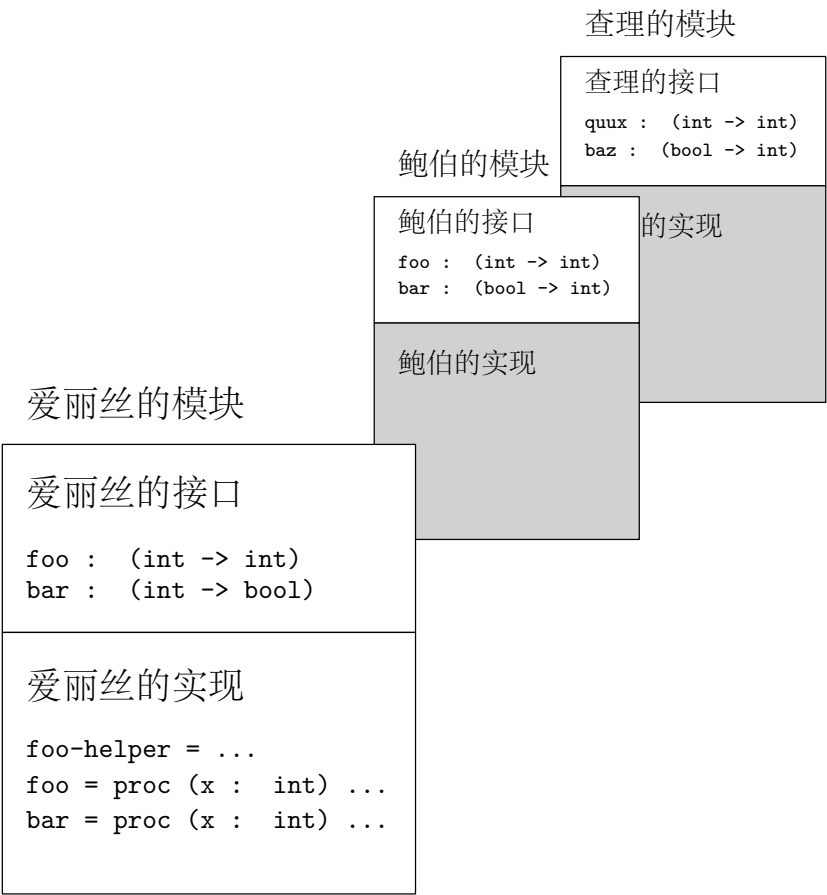 查理的模块
查理的接口
quux : (int -> int)
baz : (bool -> int)
的实现
鲍伯的模块
鲍伯的接口
foo : (int -> int)
bar : (bool -> int)
鲍伯的实现
爱丽丝的模块
爱丽丝的接口
foo : (int -> int)
bar : (int -> bool)
爱丽丝的实现
foo-helper = ...
foo = proc (x : int) ...
bar = proc (x : int) ...